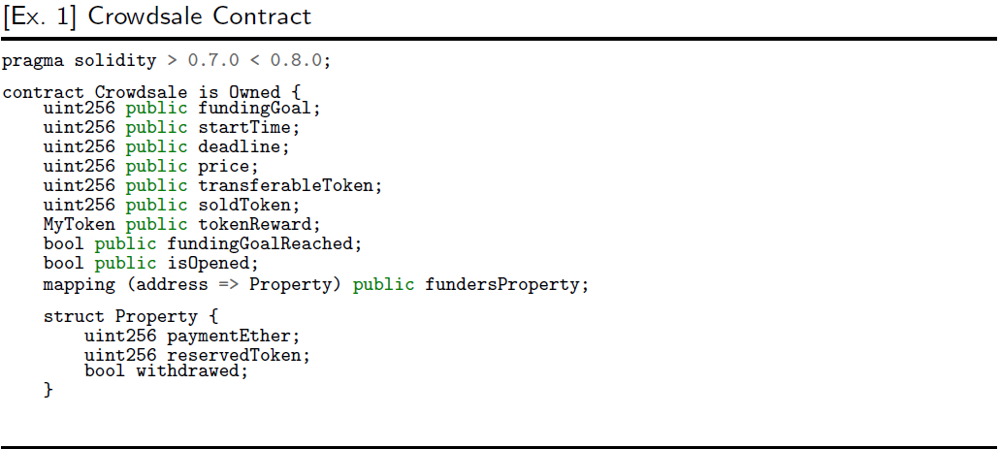 [Ex. 1] Crowdsale Contract
pragma solidity > 0.7.0 < 0.8.0;
contract Crowdsale is Owned {
uint256 public fundingGoal;
uint256 public startTime;
uint256 public deadline;
uint256 public price;
uint256 public transferableToken;
uint256 public soldToken;
MyToken public tokenReward;
bool public fundingGoalReached;
bool public isOpened;
mapping (address => Property) public fundersProperty;
struct Property {
uint256 paymentEther;
uint256 reservedToken;
bool withdrawed;
}